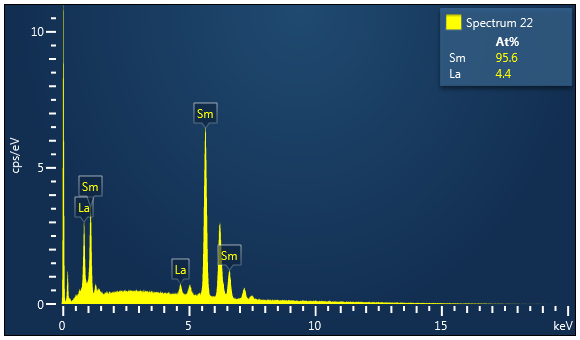 Spectrum 22
At%
Sm 95.6
La 4.4
10
cps/eV
5
0
Sm
Sm
La
La
Sm
0 5 10 15 keV